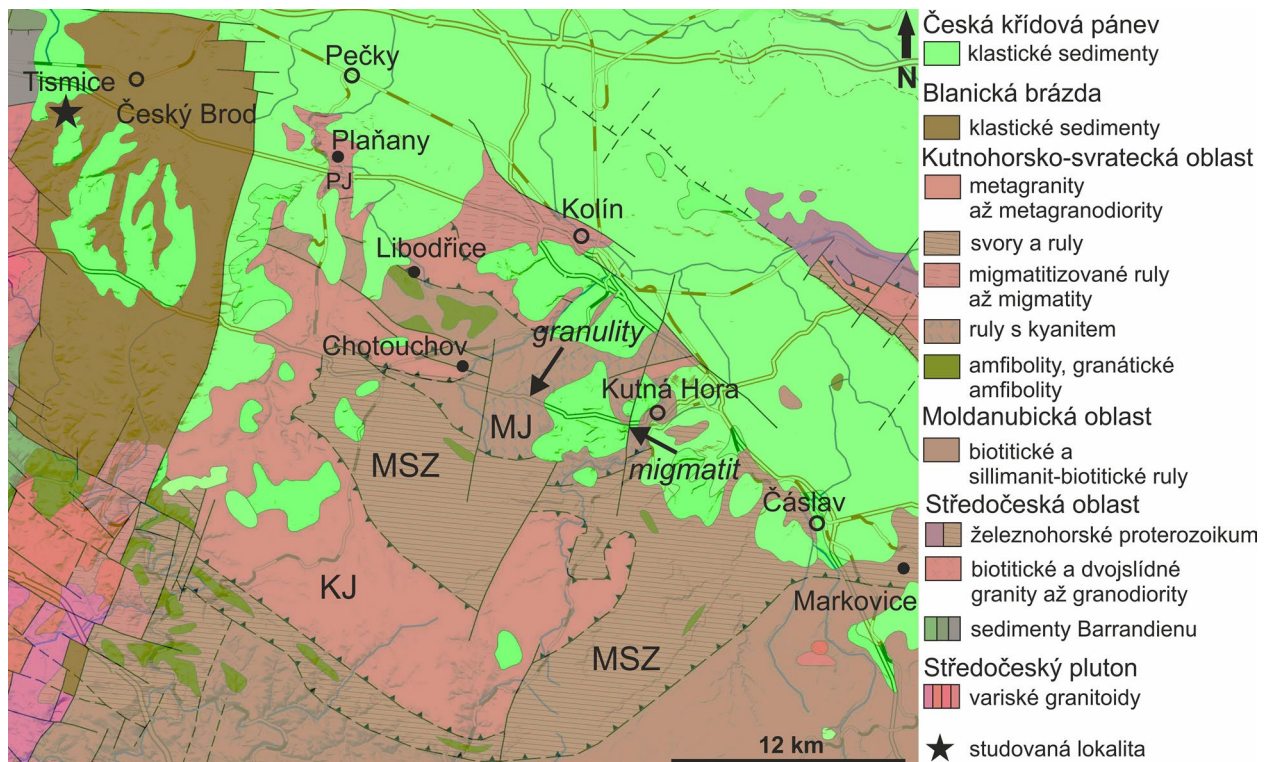 Pečky
Tismice
Český Brod
Plaňany
PJ
Kolín
Libodřice
granulity
Chotouchov
Kutná Hora
MJ
MSZ
migmatit
Čáslav
KJ
Markovice
MSZ
12 km
N
Česká křídová pánev
klastické sedimenty
Blanická brázda
klastické sedimenty
Kutnohorsko-svratecká oblast
metagranity
až metagranodiority
svory a ruly
migmatitizované ruly
až migmatity
ruly s kyanitem
amfibolity, granátické
amfibolity
Moldanubická oblast
biotitické a
sillimanit-biotitické ruly
Středočeská oblast
železnohorské proterozoikum
biotitické a dvojslídné
granity až granodiority
sedimenty Barrandienu
Středočeský pluton
variské granitoidy
studovaná lokalita